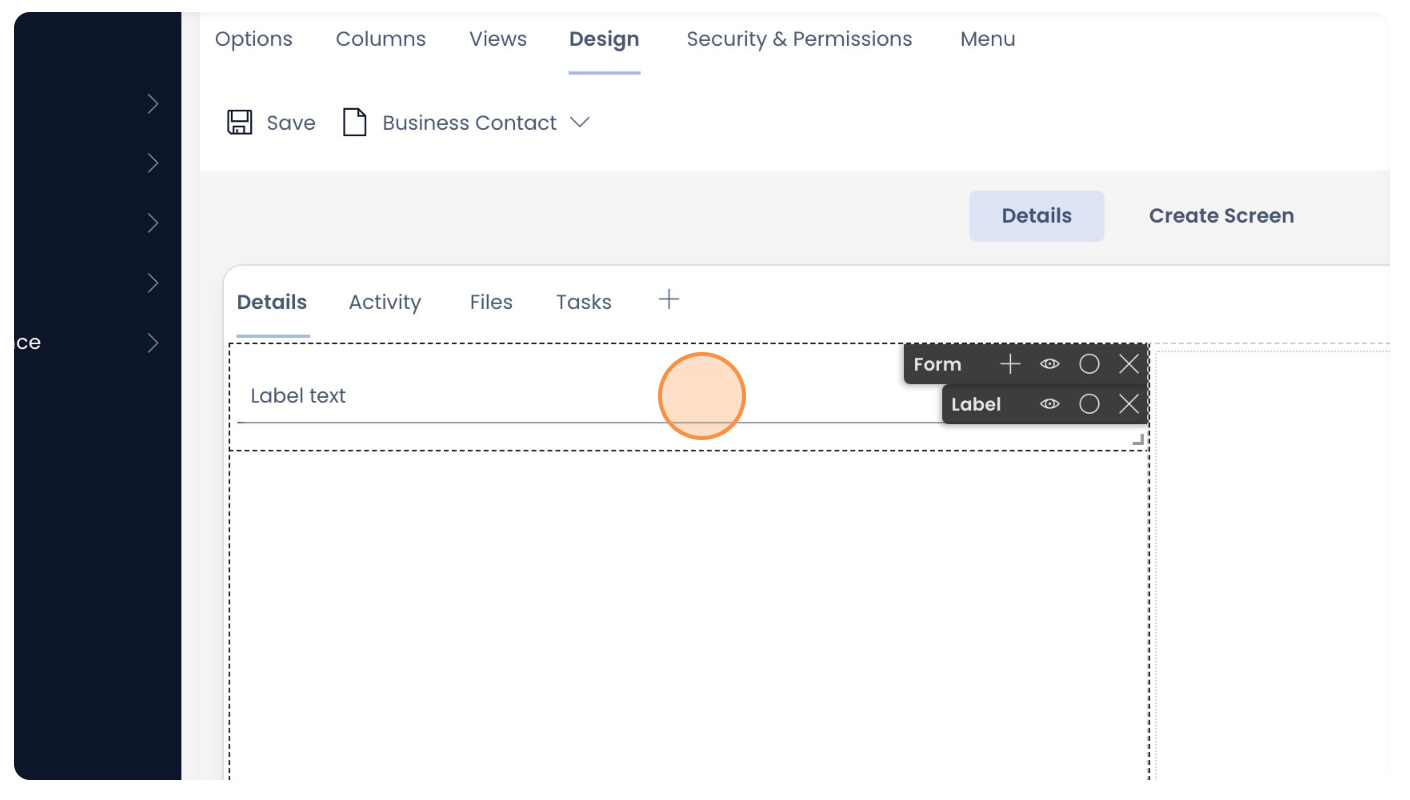 Options Columns Views Design Security & Permissions Menu
Save Business Contact
Details Create Screen
Details Activity Files Tasks
ce
Form
Label text
Label